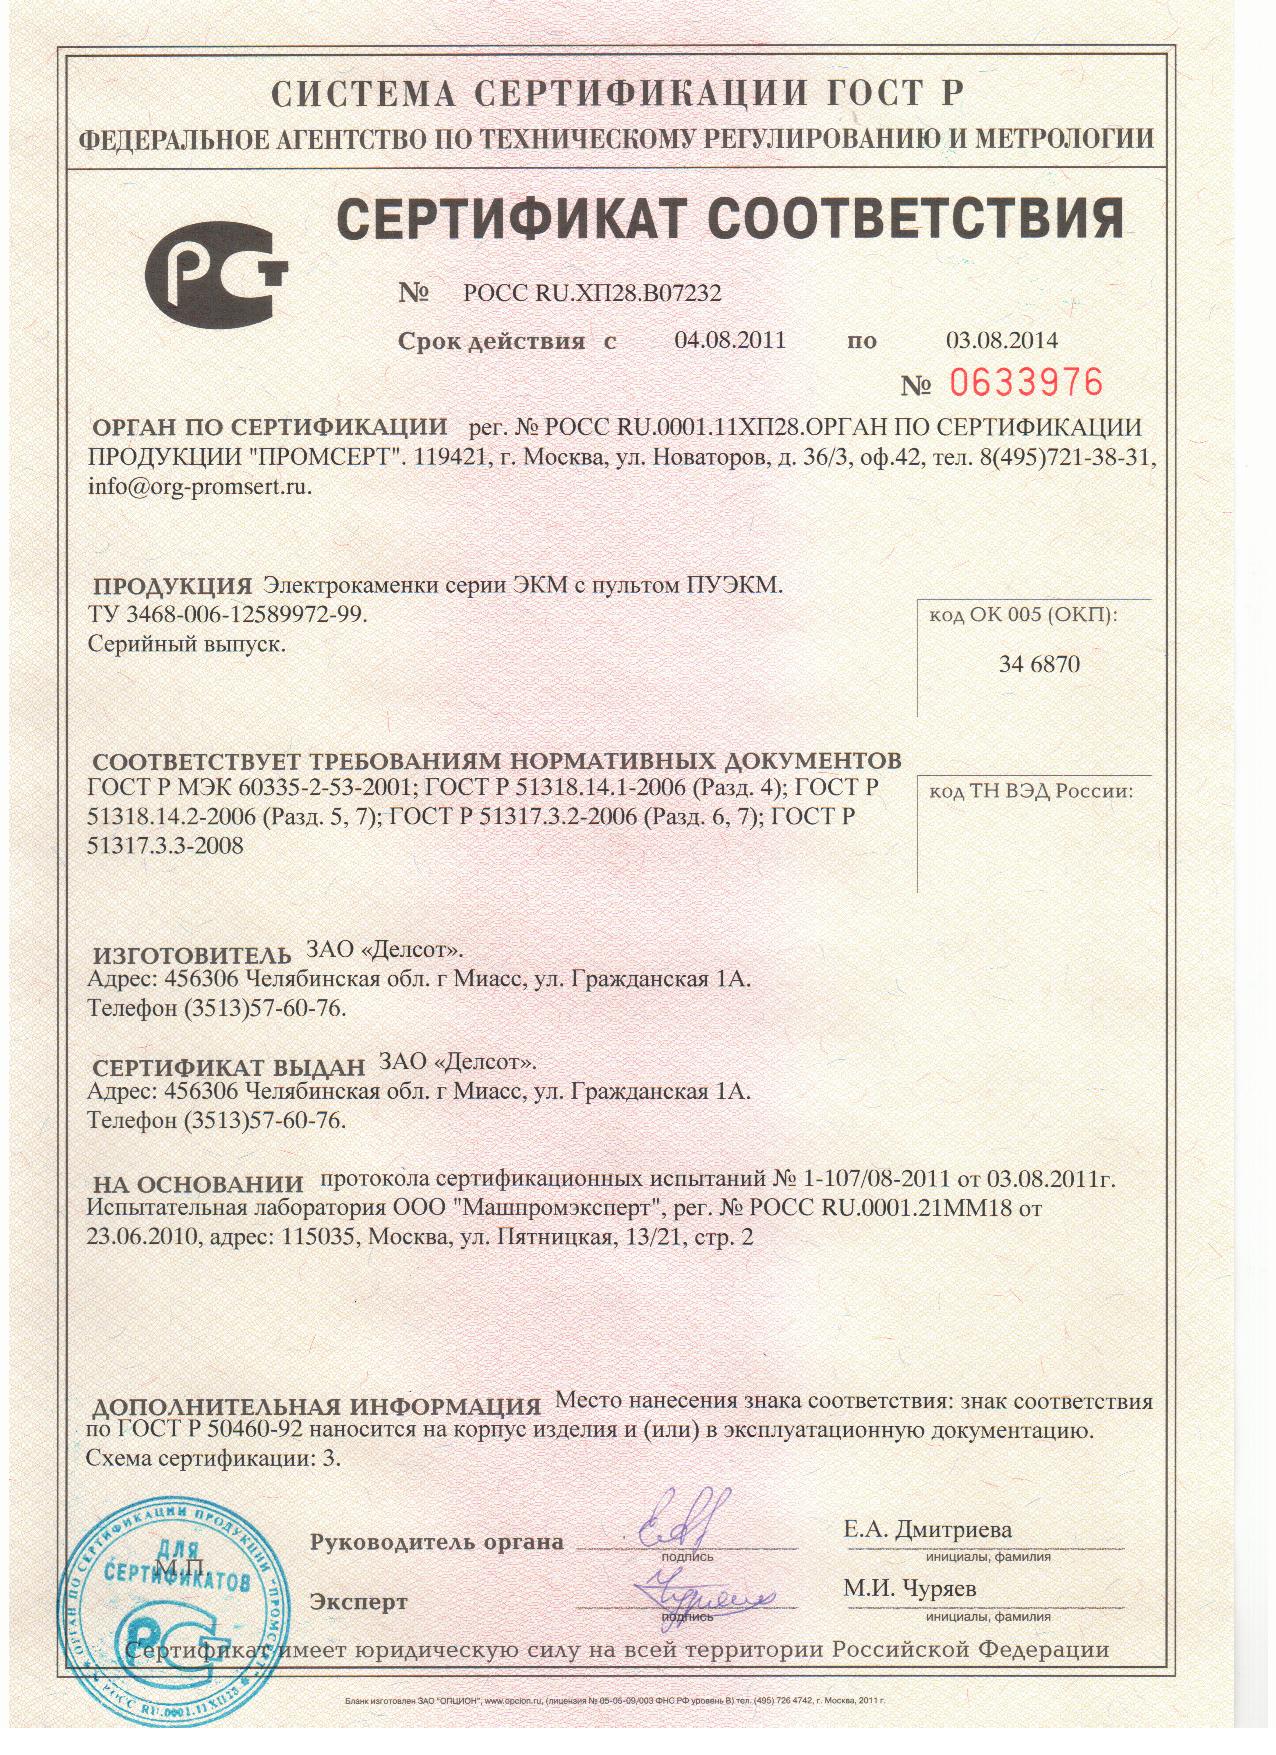 СИСТЕМА СЕРТИФИКАЦИИ ГОСТ Р
ФЕДЕРАЛЬНОЕ АГЕНТСТВО ПО ТЕХНИЧЕСКОМУ РЕГУЛИРОВАНИЮ И МЕТРОЛОГИИ
СЕРТИФИКАТ СООТВЕТСТВИЯ
РСТ
№ РОСС RU.ХП28.В07232
Срок действия с 04.08.2011 по 03.08.2014
№ 0633976
ОРГАН ПО СЕРТИФИКАЦИИ рег. № РОСС RU.0001.11ХП28.ОРГАН ПО СЕРТИФИКАЦИИ
ПРОДУКЦИИ "ПРОМСЕРТ". 119421, г. Москва, ул. Новаторов, д. 36/3, оф.42, тел. 8(495)721-38-31,
info@org-promsert.ru.
ПРОДУКЦИЯ Электрокаменки серии ЭКМ с пультом ПУЭКМ.
ТУ 3468-006-12589972-99.
Серийный выпуск.
код ОК 005 (ОКП):
34 6870
СООТВЕТСТВУЕТ ТРЕБОВАНИЯМ НОРМАТИВНЫХ ДОКУМЕНТОВ
ГОСТ Р МЭК 60335-2-53-2001; ГОСТ Р 51318.14.1-2006 (Разд. 4); ГОСТ Р
51318.14.2-2006 (Разд. 5, 7); ГОСТ Р 51317.3.2-2006 (Разд. 6, 7); ГОСТ Р
51317.3.3-2008
код ТН ВЭД России:
ИЗГОТОВИТЕЛЬ ЗАО «Делсот».
Адрес: 456306 Челябинская обл. г Миасс, ул. Гражданская 1А.
Телефон (3513)57-60-76.
СЕРТИФИКАТ ВЫДАН ЗАО «Делсот».
Адрес: 456306 Челябинская обл. г Миасс, ул. Гражданская 1А.
Телефон (3513)57-60-76.
НА ОСНОВАНИИ протокола сертификационных испытаний № 1-107/08-2011 от 03.08.2011г.
Испытательная лаборатория ООО "Машпромэксперт", рег. № РОСС RU.0001.21ММ18 от
23.06.2010, адрес: 115035, Москва, ул. Пятницкая, 13/21, стр. 2
ДОПОЛНИТЕЛЬНАЯ ИНФОРМАЦИЯ Место нанесения знака соответствия: знак соответствия
по ГОСТ Р 50460-92 наносится на корпус изделия и (или) в эксплуатационную документацию.
Схема сертификации: 3.
Руководитель органа
подпись
Е.А. Дмитриева
инициалы, фамилия
Эксперт
подпись
М.И. Чуряев
инициалы, фамилия
М.П.
ОРГАН ПО СЕРТИФИКАЦИИ ПРОДУКЦИИ "ПРОМСЕРТ"
РОСС RU.0001.11ХП28
ДЛЯ
СЕРТИФИКАТОВ
РСТ
Сертификат имеет юридическую силу на всей территории Российской Федерации
Бланк изготовлен ЗАО "ОПЦИОН", www.opcion.ru, (лицензия № 05-05-09/003 ФНС РФ уровень В) тел. (495) 726 4742, г. Москва, 2011 г.